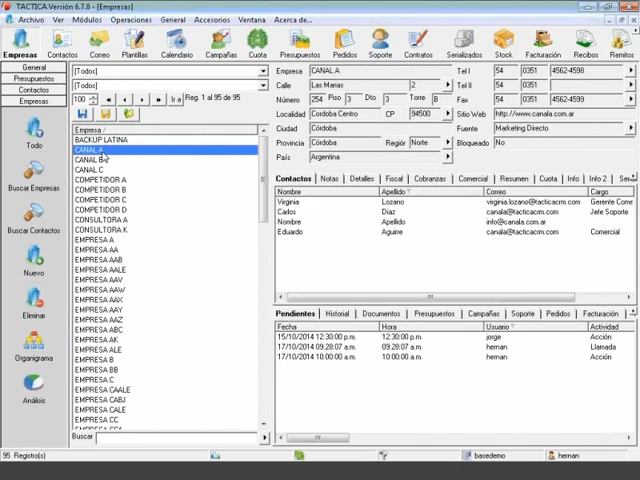 TACTICA Versión 6.7.0 - [Empresas]
Archivo Ver Módulos Operaciones General Accesorios Ventana Acerca de...
Empresas Contactos Correo Plantillas Calendario Campañas Cuota Presupuestos Pedidos Soporte Contratos Serializados Stock Facturación Recibos Remitos
General
Presupuestos
Contactos
Empresas
Todo
Buscar Empresas
Buscar Contactos
Nuevo
Eliminar
Organigrama
Análisis
[Todos]
[Todos]
100 Ir a Reg. 1 al 95 de 95
Empresa /
BACKUP LATINA
CANAL A
CANAL B
CANAL C
COMPETIDOR A
COMPETIDOR B
COMPETIDOR C
COMPETIDOR D
CONSULTORA A
CONSULTORA K
EMPRESA A
EMPRESA AA
EMPRESA AAB
EMPRESA AALE
EMPRESA AAV
EMPRESA AAW
EMPRESA AAX
EMPRESA AAY
EMPRESA AAZ
EMPRESA ABC
EMPRESA AK
EMPRESA ALE
EMPRESA B
EMPRESA BB
EMPRESA C
EMPRESA CAALE
EMPRESA CABJ
EMPRESA CALE
EMPRESA CC
Buscar
Empresa CANAL A
Calle Las Marias 2
Número 254 Piso 3 Dto 3 Torre B
Localidad Cordoba Centro CP 94500
Ciudad Córdoba
Provincia Córdoba Región Norte
País Argentina
Tel I 54 0351 4562-4598
Tel II 54 0351
Fax 54 0351 4562-4599
Sitio Web http://www.canala.com.ar
Fuente Marketing Directo
Bloqueado No
Contactos Notas Detalles Fiscal Cobranzas Comercial Resumen Cuota Info Info 2 Seri
Nombre Apellido Correo Cargo
Virginia Lozano virginia.lozano@tacticacrm.com Gerente Come
Carlos Diaz canala@tacticacrm.com Jefe Soporte
Nombre Apellido info@canala.com.ar
Eduardo Aguirre canala@tacticacrm.com Comercial
Pendientes Historial Documentos Presupuestos Campañas Soporte Pedidos Facturación
Fecha Hora Usuario Actividad
15/10/2014 12:30:00 p.m. 12:30:00 p.m. jorge Acción
17/10/2014 09:28:07 a.m. 09:28:07 a.m. hernan Llamada
17/10/2014 10:00:00 a.m. 10:00:00 a.m. hernan Acción
95 Registro(s) basedemo hernan